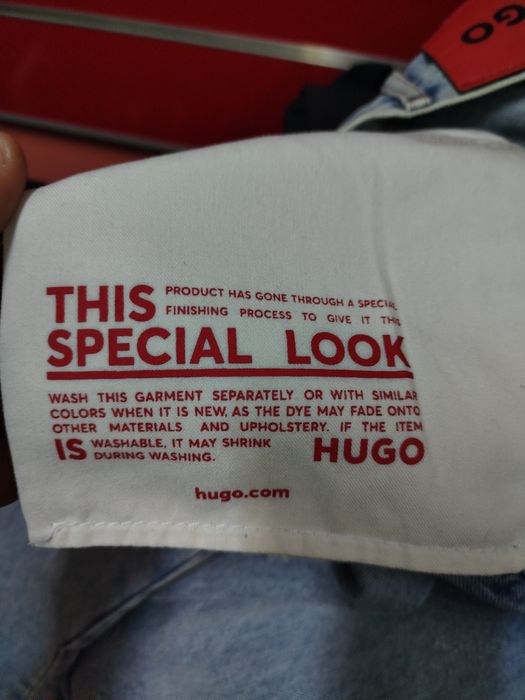 UGO
THIS PRODUCT HAS GONE THROUGH A SPECIAL
FINISHING PROCESS TO GIVE IT THIS
SPECIAL LOOK
WASH THIS GARMENT SEPARATELY OR WITH SIMILAR
COLORS WHEN IT IS NEW, AS THE DYE MAY FADE ONTO
OTHER MATERIALS AND UPHOLSTERY. IF THE ITEM
IS WASHABLE, IT MAY SHRINK
DURING WASHING. HUGO
hugo.com